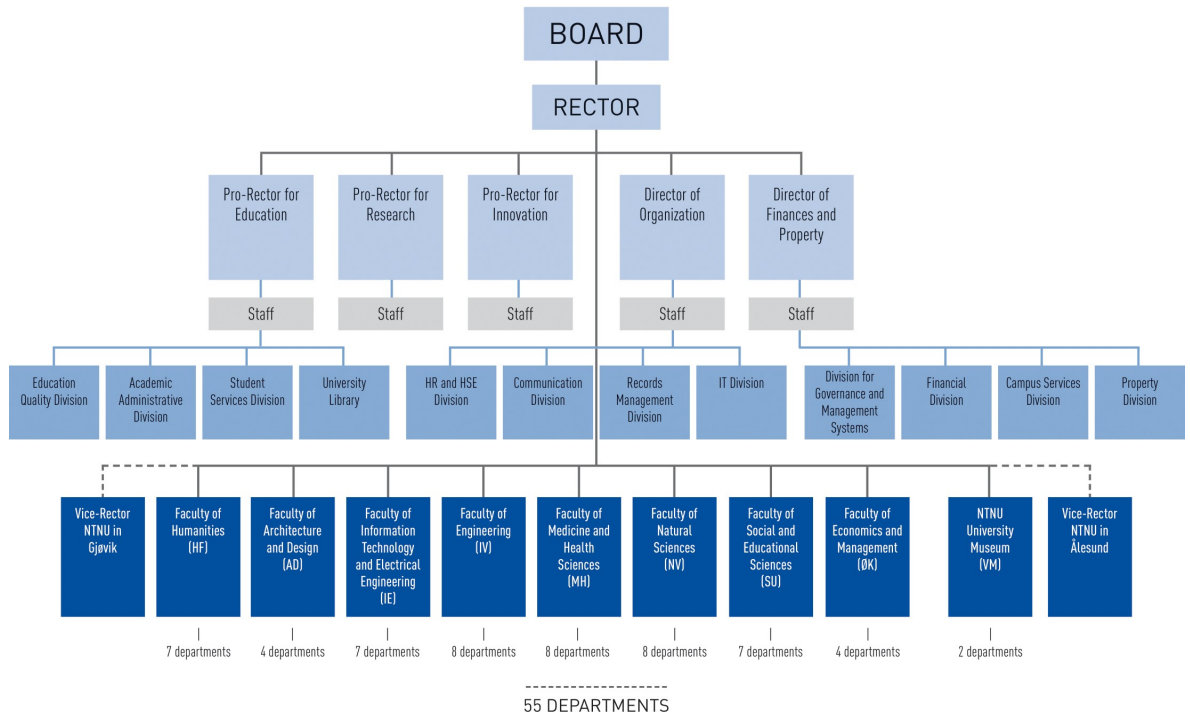 BOARD
RECTOR
Pro-Rector for
Education
Pro-Rector for
Research
Pro-Rector for
Innovation
Director of
Organization
Director of
Finances and
Property
Staff
Staff
Staff
Staff
Staff
Education
Quality Division
Academic
Administrative
Division
Student
Services Division
University
Library
HR and HSE
Division
Communication
Division
Records
Management
Division
IT Division
Division for
Governance and
Management
Systems
Financial
Division
Campus Services
Division
Property
Division
Vice-Rector
NTNU in
Gjøvik
Faculty of
Humanities
(HF)
Faculty of
Architecture
and Design
(AD)
Faculty of
Information
Technology
and Electrical
Engineering
(IE)
Faculty of
Engineering
(IV)
Faculty of
Medicine and
Health
Sciences
(MH)
Faculty of
Natural
Sciences
(NV)
Faculty of
Social and
Educational
Sciences
(SU)
Faculty of
Economics and
Management
(ØK)
NTNU
University
Museum
(VM)
Vice-Rector
NTNU in
Ålesund
7 departments
4 departments
7 departments
8 departments
8 departments
8 departments
7 departments
4 departments
2 departments
55 DEPARTMENTS